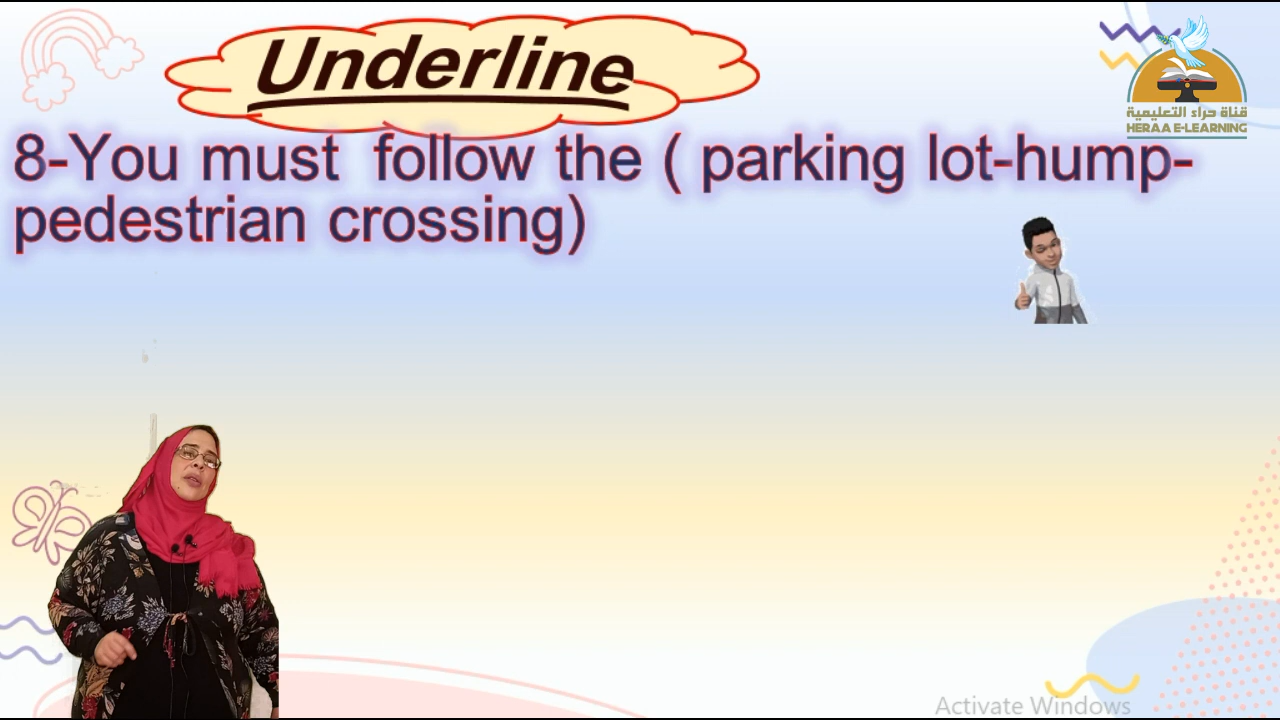 Underline
قناة حراء التعليمية
HERAA E-LEARNING
8-You must  follow the ( parking lot-hump-
pedestrian crossing)
Activate Windows